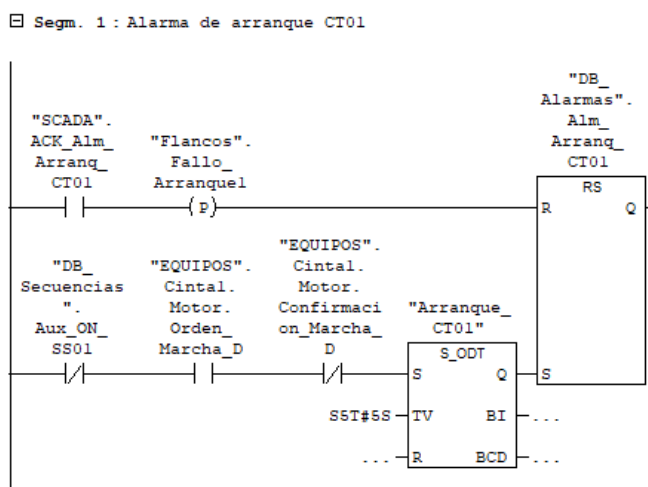 Segm. 1 : Alarma de arranque CT01
"DB_
Alarmas".
Alm_
Arranq_
CT01
"SCADA".
ACK_Alm_
Arranq_
CT01
"Flancos".
Fallo_
Arranque1
P
RS
R
Q
S
"DB_
Secuencias
".
Aux_ON_
SS01
"EQUIPOS".
Cinta1.
Motor.
Orden_
Marcha_D
"EQUIPOS".
Cinta1.
Motor.
Confirmaci
on_Marcha_
D
"Arranque_
CT01"
S_ODT
S
Q
S5T#5S
TV
BI
...
...
R
BCD
...